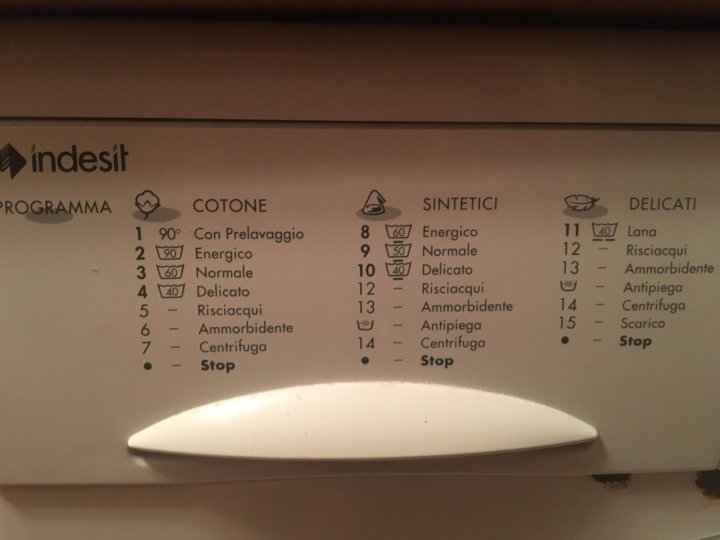 indesit
PROGRAMMA
COTONE
1 90° Con Prelavaggio
2 90 Energico
3 60 Normale
4 40 Delicato
5 – Risciacqui
6 – Ammorbidente
7 – Centrifuga
• – Stop
SINTETICI
8 60 Energico
9 50 Normale
10 40 Delicato
12 – Risciacqui
13 – Ammorbidente
– Antipiega
14 – Centrifuga
• – Stop
DELICATI
11 40 Lana
12 – Risciacqui
13 – Ammorbidente
– Antipiega
14 – Centrifuga
15 – Scarico
• – Stop